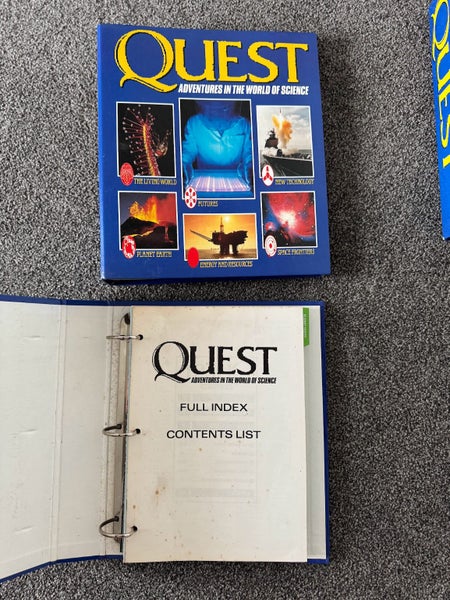 QUEST
ADVENTURES IN THE WORLD OF SCIENCE
THE LIVING WORLD
FUTURES
NEW TECHNOLOGY
PLANET EARTH
ENERGY AND RESOURCES
SPACE FRONTIERS
QUEST
QUEST
ADVENTURES IN THE WORLD OF SCIENCE
FULL INDEX
CONTENTS LIST